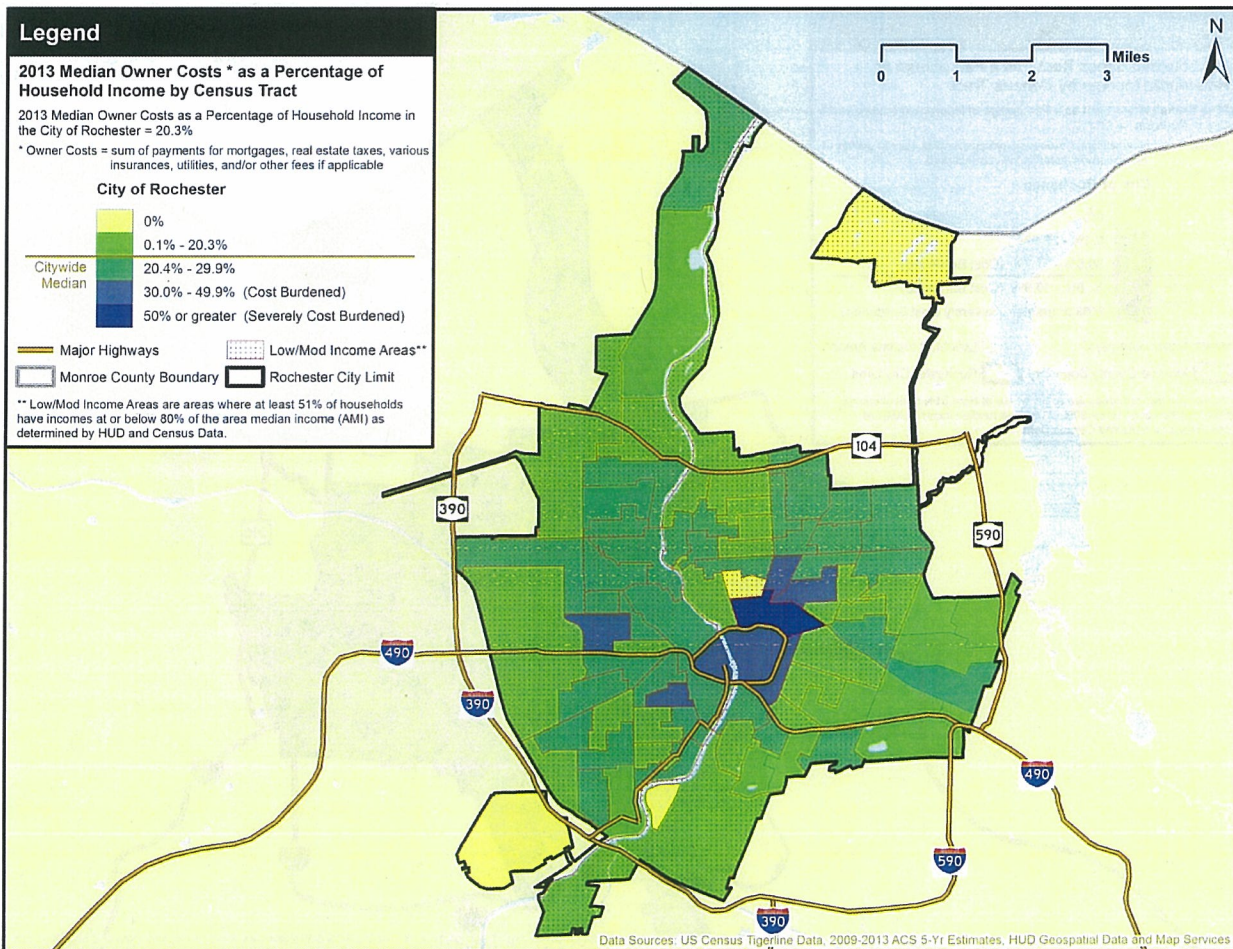 Legend
2013 Median Owner Costs * as a Percentage of
Household Income by Census Tract
2013 Median Owner Costs as a Percentage of Household Income in
the City of Rochester = 20.3%
* Owner Costs = sum of payments for mortgages, real estate taxes, various
insurances, utilities, and/or other fees if applicable
City of Rochester
0%
0.1% - 20.3%
Citywide
Median
20.4% - 29.9%
30.0% - 49.9% (Cost Burdened)
50% or greater (Severely Cost Burdened)
Major Highways
Low/Mod Income Areas**
Monroe County Boundary
Rochester City Limit
** Low/Mod Income Areas are areas where at least 51% of households
have incomes at or below 80% of the area median income (AMI) as
determined by HUD and Census Data.
N
Miles
0 1 2 3
104
390
590
490
390
490
590
390
Data Sources: US Census Tigerline Data, 2009-2013 ACS 5-Yr Estimates, HUD Geospatial Data and Map Services